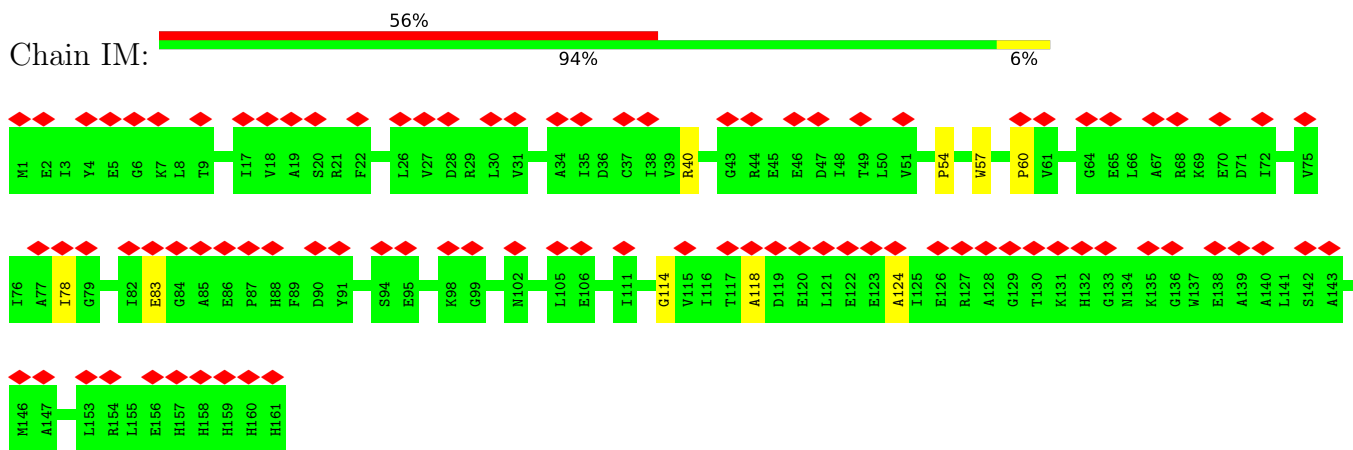 56%
Chain IM:
94% 6%
M1 E2 I3 Y4 E5 G6 K7 L8 T9 I17 V18 A19 S20 R21 F22 L26 V27 D28 R29 L30 V31 A34 I35 D36 C37 I38 V39 R40 G43 R44 E45 E46 D47 I48 T49 L50 V51 P54 W57 P60 V61 G64 E65 L66 A67 R68 K69 E70 D71 I72 V75
I76 A77 I78 G79 I82 E83 G84 A85 E86 P87 H88 F89 D90 Y91 S94 E95 K98 G99 N102 L105 E106 I111 G114 V115 I116 T117 A118 D119 E120 L121 E122 E123 A124 I125 E126 R127 A128 G129 T130 K131 H132 G133 N134 K135 G136 W137 E138 A139 A140 L141 S142 A143
M146 A147 L153 R154 L155 E156 H157 H158 H159 H160 H161